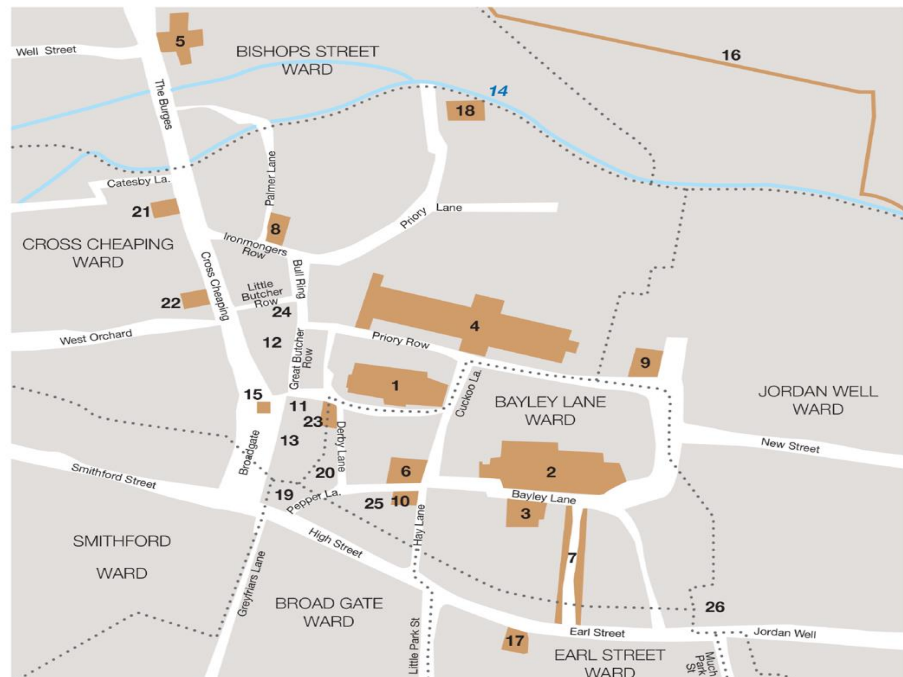 5
16
Well Street
BISHOPS STREET
WARD
The Burges
14
18
Palmer Lane
Catesby La.
21
8
Priory Lane
CROSS CHEAPING
WARD
Ironmongers
Row
Bull Ring
Cross Cheaping
Little
Butcher
Row
22
24
4
West Orchard
12
Great Butcher
Row
Priory Row
9
1
Cuckoo La.
15
11
BAYLEY LANE
WARD
JORDAN WELL
WARD
23
Derby Lane
13
Broadgate
New Street
Smithford Street
20
6
2
19
Pepper La.
25
10
Bayley Lane
3
Hay Lane
High Street
7
SMITHFORD
WARD
Greyfriars Lane
BROAD GATE
WARD
26
Little Park St
17
Earl Street
Jordan Well
EARL STREET
WARD
Much
Park
St